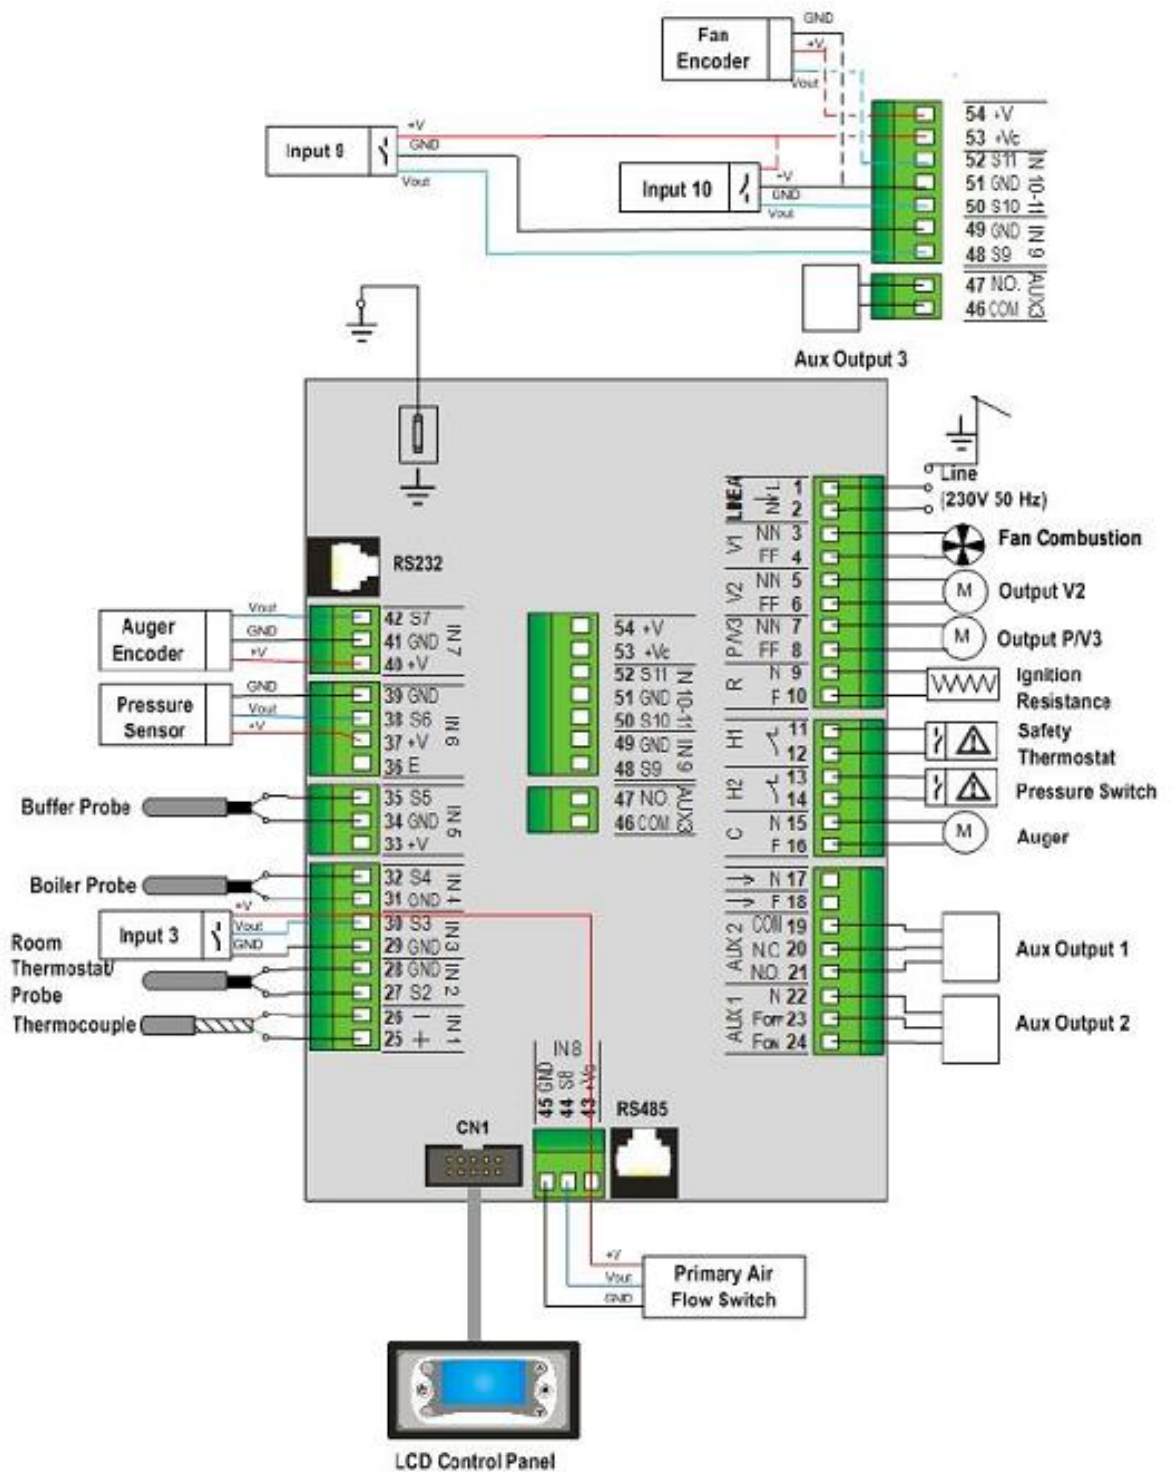 GND
Fan
Encoder
+V
Vout
54 +V
53 +Vc
52 S11
51 GND
50 S10
IN 10-11
49 GND
48 S9
IN 9
47 NO.
46 COM
AUX3
+V
Input 9
GND
Vout
+V
Input 10
GND
Vout
Aux Output 3
Line
(230V 50 Hz)
LINEA
L 1
N 2
V1
NN 3
FF 4
Fan Combustion
V2
NN 5
FF 6
Output V2
P/V3
NN 7
FF 8
Output P/V3
R
N 9
F 10
Ignition
Resistance
H1
11
12
Safety
Thermostat
H2
13
14
Pressure Switch
C
N 15
F 16
Auger
N 17
F 18
AUX 2
COM 19
N.C 20
N.O. 21
Aux Output 1
AUX 1
N 22
FOFF 23
FON 24
Aux Output 2
RS232
Auger
Encoder
Vout
GND
+V
42 S7
41 GND
40 +V
IN 7
Pressure
Sensor
GND
Vout
+V
39 GND
38 S6
37 +V
36 E
IN 6
Buffer Probe
35 S5
34 GND
33 +V
IN 5
Boiler Probe
32 S4
31 GND
IN 4
Input 3
+V
Vout
GND
30 S3
29 GND
IN 3
Room
Thermostat/
Probe
28 GND
27 S2
IN 2
Thermocouple
26 −
25 +
IN 1
54 +V
53 +Vc
52 S11
51 GND
50 S10
IN 10-11
49 GND
48 S9
IN 9
47 NO.
46 COM
AUX3
IN 8
45 GND
44 S8
43 +Vc
RS485
CN1
+V
Vout
GND
Primary Air
Flow Switch
LCD Control Panel